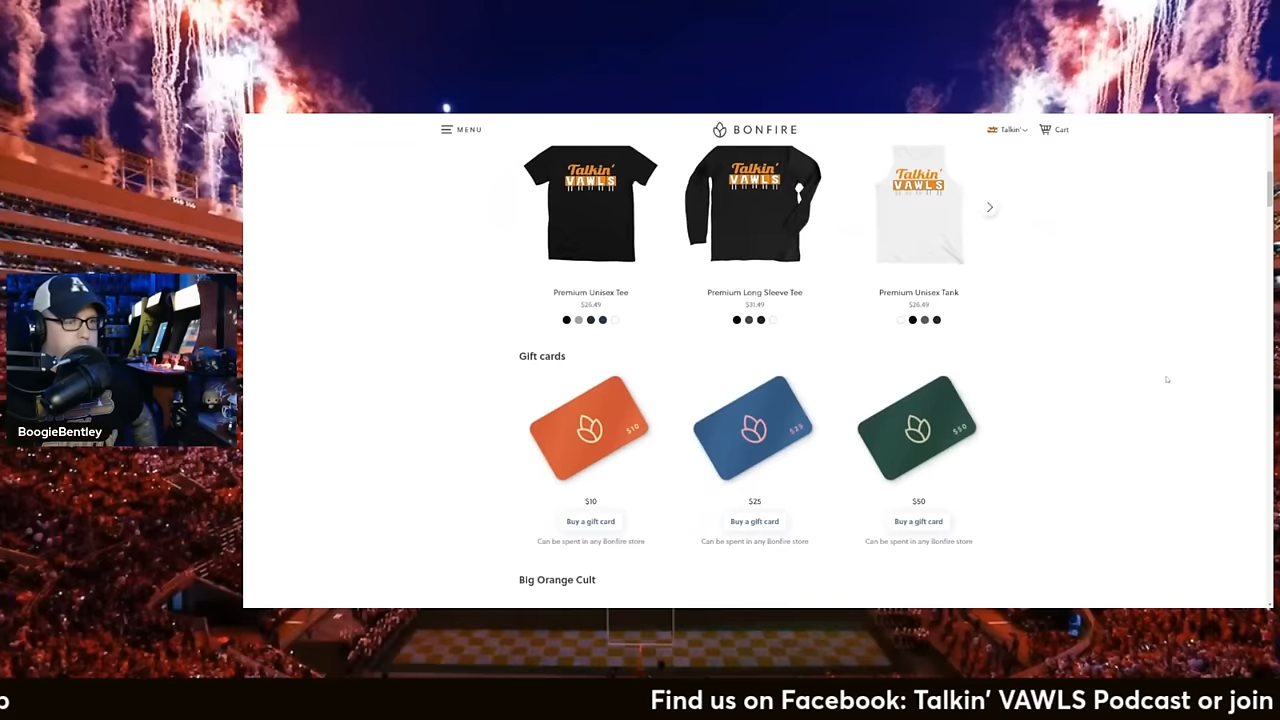 MENU
BONFIRE
Talkin'
Cart
Talkin'
VAWLS
Talkin'
VAWLS
Talkin'
VAWLS
Premium Unisex Tee
Premium Long Sleeve Tee
Premium Unisex Tank
$26.49
$31.49
$26.49
Gift cards
$10
$25
$50
$10
$25
$50
Buy a gift card
Buy a gift card
Buy a gift card
Can be spent in any Bonfire store
Can be spent in any Bonfire store
Can be spent in any Bonfire store
Big Orange Cult
BoogieBentley
Find us on Facebook: Talkin' VAWLS Podcast or join